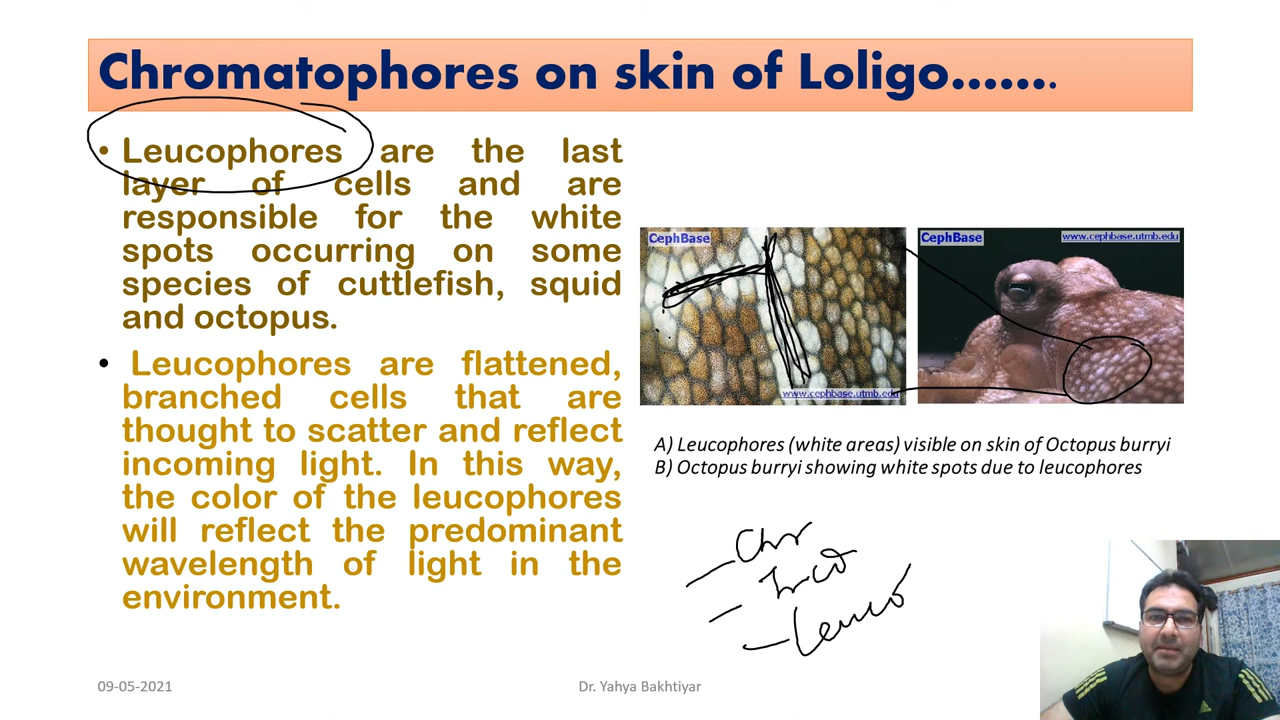 Chromatophores on skin of Loligo…….
• Leucophores are the last
layer of cells and are
responsible for the white
spots occurring on some
species of cuttlefish, squid
and octopus.
• Leucophores are flattened,
branched cells that are
thought to scatter and reflect
incoming light. In this way,
the color of the leucophores
will reflect the predominant
wavelength of light in the
environment.
CephBase
www.cephbase.utmb.edu
CephBase
www.cephbase.utmb.edu
A) Leucophores (white areas) visible on skin of Octopus burryi
B) Octopus burryi showing white spots due to leucophores
- Chr
- Leuco
09-05-2021
Dr. Yahya Bakhtiyar
adidas